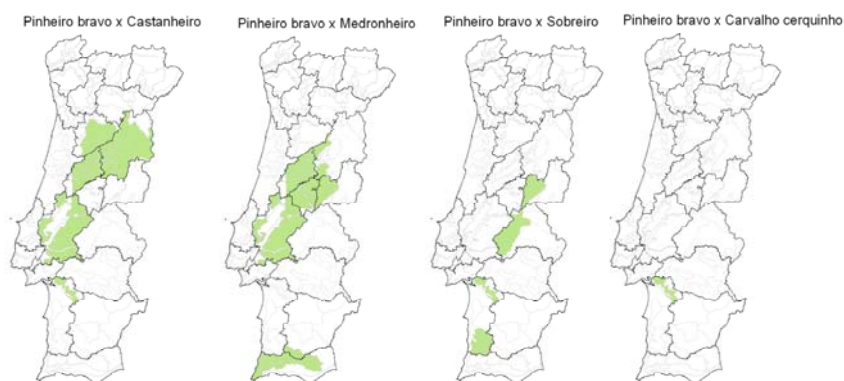 Pinheiro bravo x Castanheiro
Pinheiro bravo x Medronheiro
Pinheiro bravo x Sobreiro
Pinheiro bravo x Carvalho cerquinho